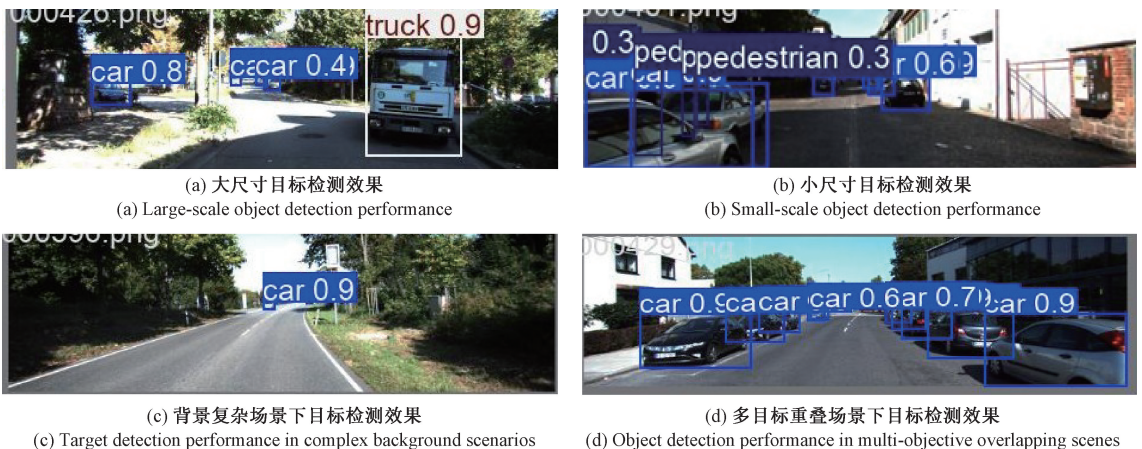 000426.png
truck 0.9
car 0.8
car 0.4
(a) 大尺寸目标检测效果
(a) Large-scale object detection performance
0.3
pedestrian 0.3
car
r 0.6
(b) 小尺寸目标检测效果
(b) Small-scale object detection performance
car 0.9
(c) 背景复杂场景下目标检测效果
(c) Target detection performance in complex background scenarios
000429.png
car 0.9
car
car 0.6
ar 0.7
car 0.9
(d) 多目标重叠场景下目标检测效果
(d) Object detection performance in multi-objective overlapping scenes